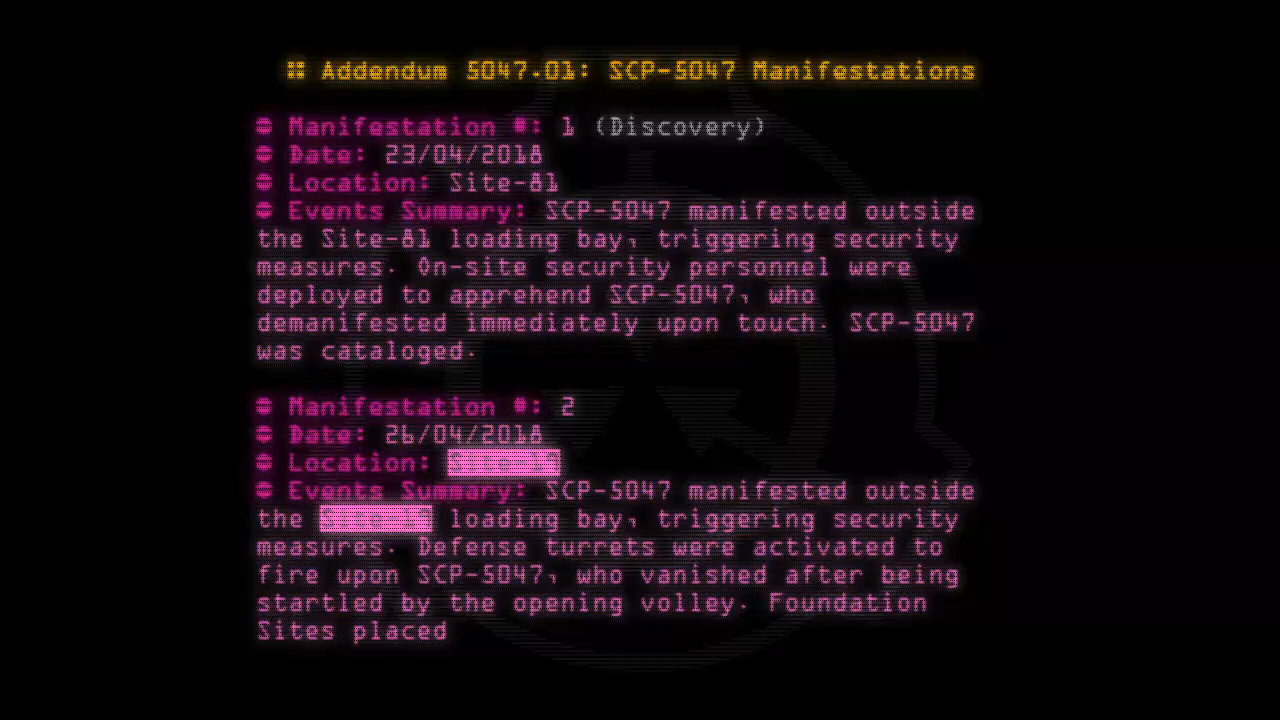 :: Addendum 5047.01: SCP-5047 Manifestations
Manifestation #: 1 (Discovery)
Date: 23/04/2018
Location: Site-81
Events Summary: SCP-5047 manifested outside
the Site-81 loading bay, triggering security
measures. On-site security personnel were
deployed to apprehend SCP-5047, who
demanifested immediately upon touch. SCP-5047
was cataloged.
Manifestation #: 2
Date: 26/04/2018
Location:
Events Summary: SCP-5047 manifested outside
the loading bay, triggering security
measures. Defense turrets were activated to
fire upon SCP-5047, who vanished after being
startled by the opening volley. Foundation
Sites placed